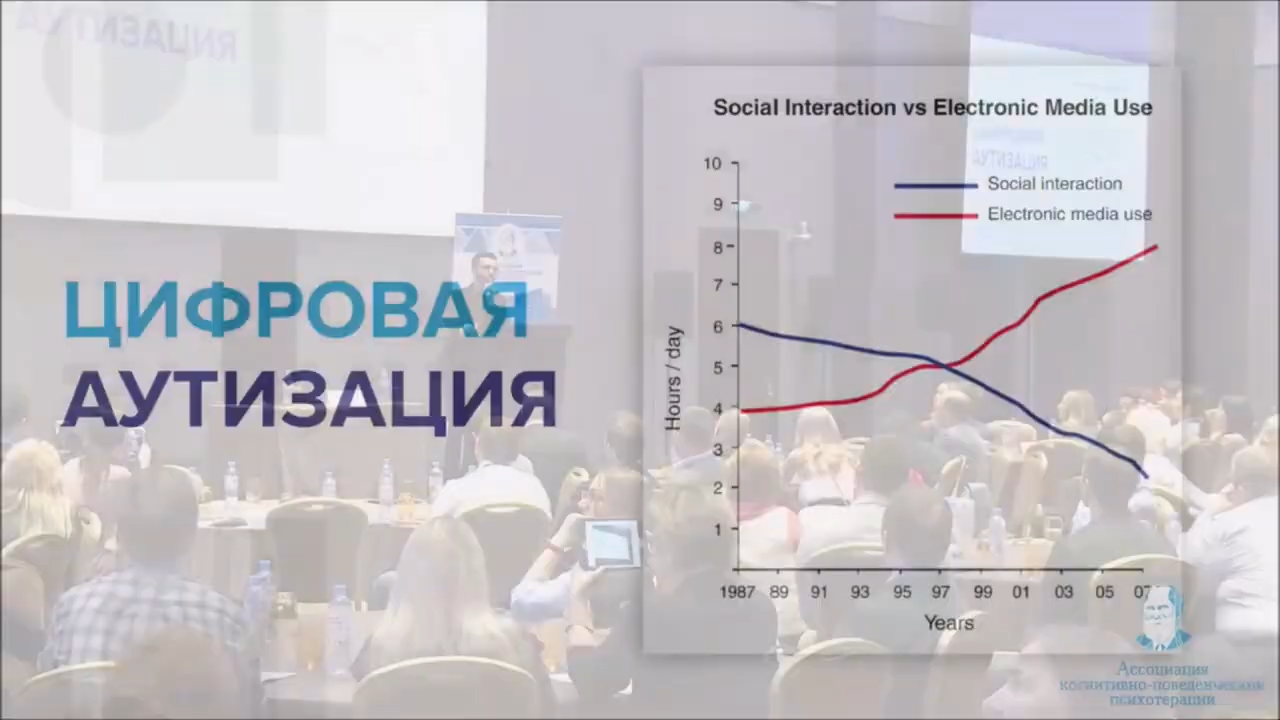 ЦИФРОВАЯ
АУТИЗАЦИЯ
Social Interaction vs Electronic Media Use
Social interaction
Electronic media use
Hours / day
10
9
8
7
6
5
4
3
2
1
1987 89 91 93 95 97 99 01 03 05 07
Years
Ассоциация
когнитивно-поведенческой
психотерапии